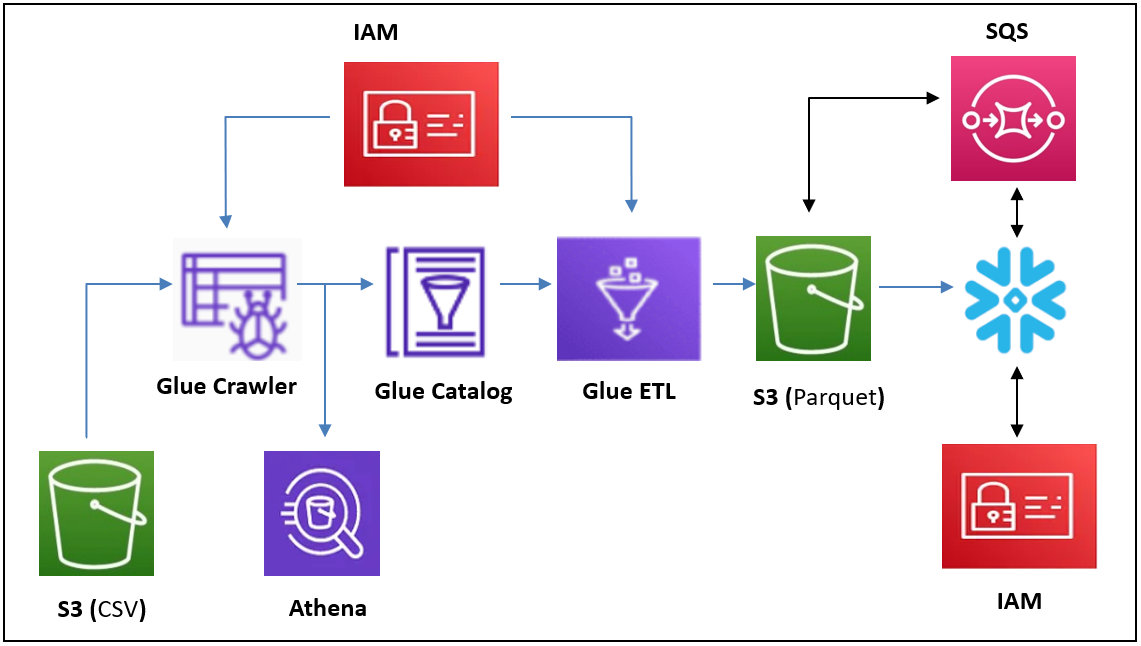 IAM
SQS
Glue Crawler
Glue Catalog
Glue ETL
S3 (Parquet)
S3 (CSV)
Athena
IAM